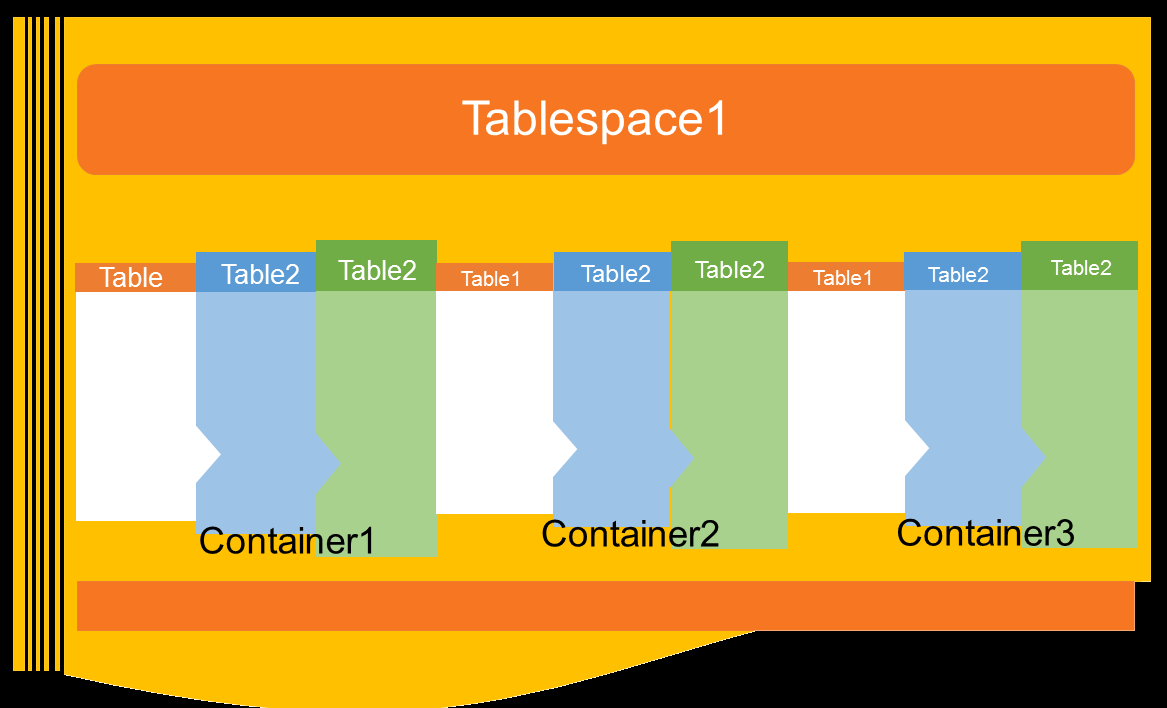 Tablespace1
Table
Table2
Table2
Table1
Table2
Table2
Table1
Table2
Table2
Container1
Container2
Container3